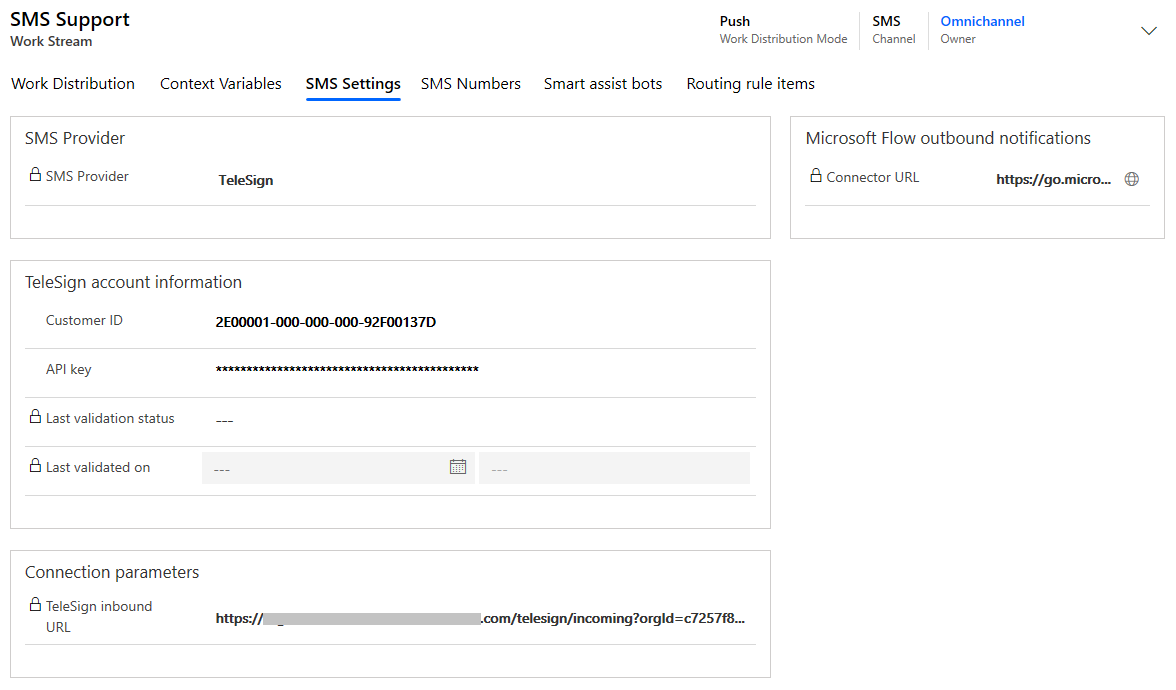 SMS Support
Work Stream
Push
Work Distribution Mode
SMS
Channel
Omnichannel
Owner
Work Distribution
Context Variables
SMS Settings
SMS Numbers
Smart assist bots
Routing rule items
SMS Provider
SMS Provider
TeleSign
Microsoft Flow outbound notifications
Connector URL
https://go.micro...
TeleSign account information
Customer ID
2E00001-000-000-000-92F00137D
API key
*******************************************
Last validation status
---
Last validated on
---
---
Connection parameters
TeleSign inbound
URL
https://
.com/telesign/incoming?orgId=c7257f8...